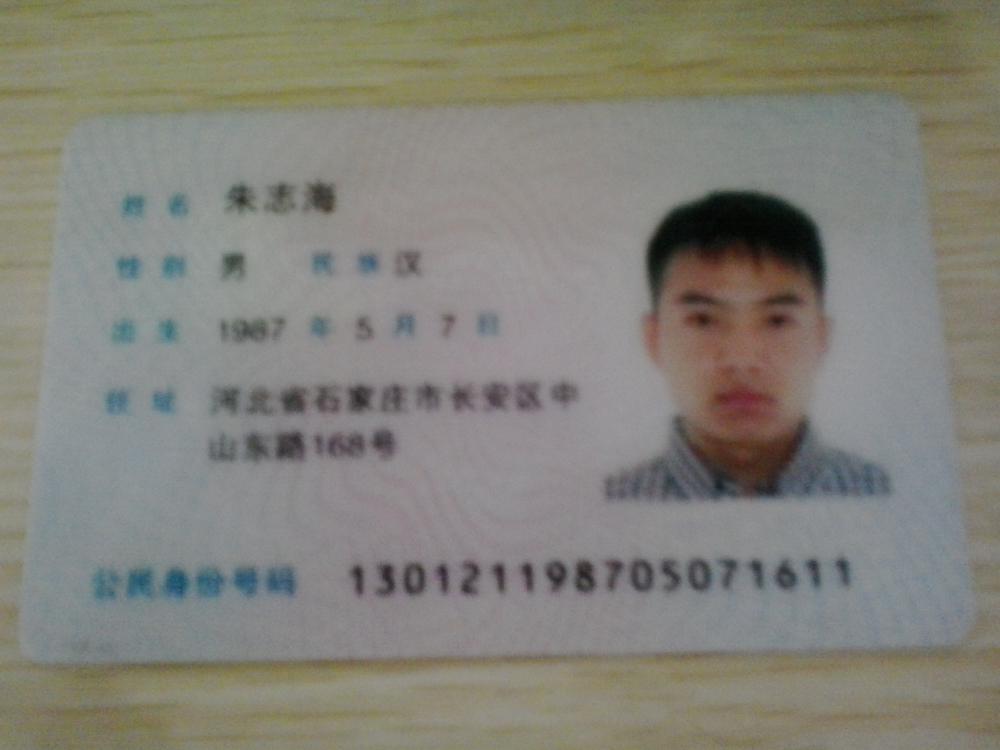 姓名 朱志海
性别 男 民族 汉
出生 1987 年 5 月 7 日
住址 河北省石家庄市长安区中
山东路168号
公民身份号码 130121198705071611